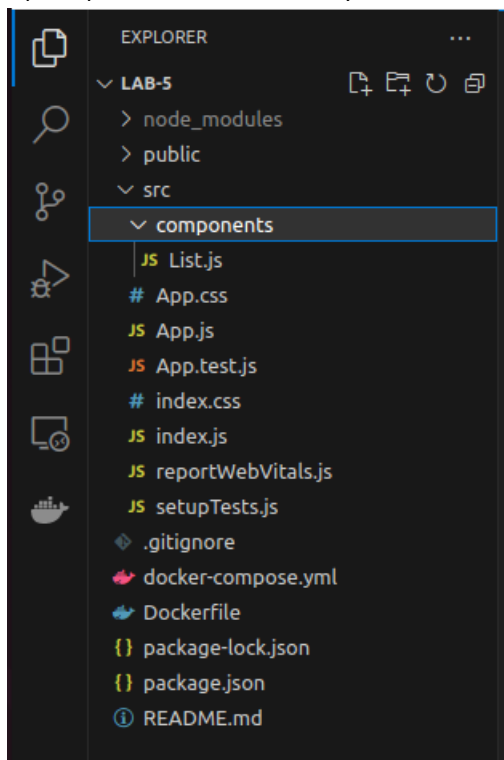 EXPLORER
LAB-5
node_modules
public
src
components
JS List.js
# App.css
JS App.js
JS App.test.js
# index.css
JS index.js
JS reportWebVitals.js
JS setupTests.js
.gitignore
docker-compose.yml
Dockerfile
{} package-lock.json
{} package.json
README.md